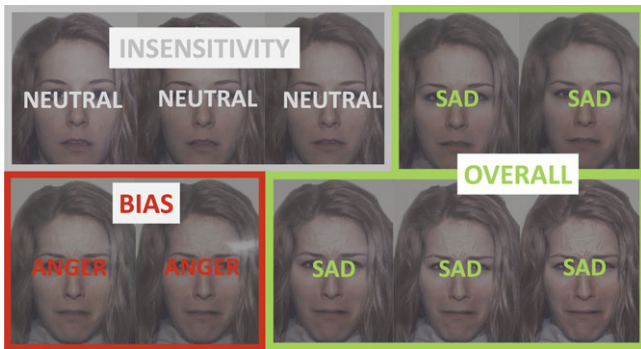 INSENSITIVITY
NEUTRAL NEUTRAL NEUTRAL
SAD SAD
OVERALL
BIAS
ANGER ANGER
SAD SAD SAD